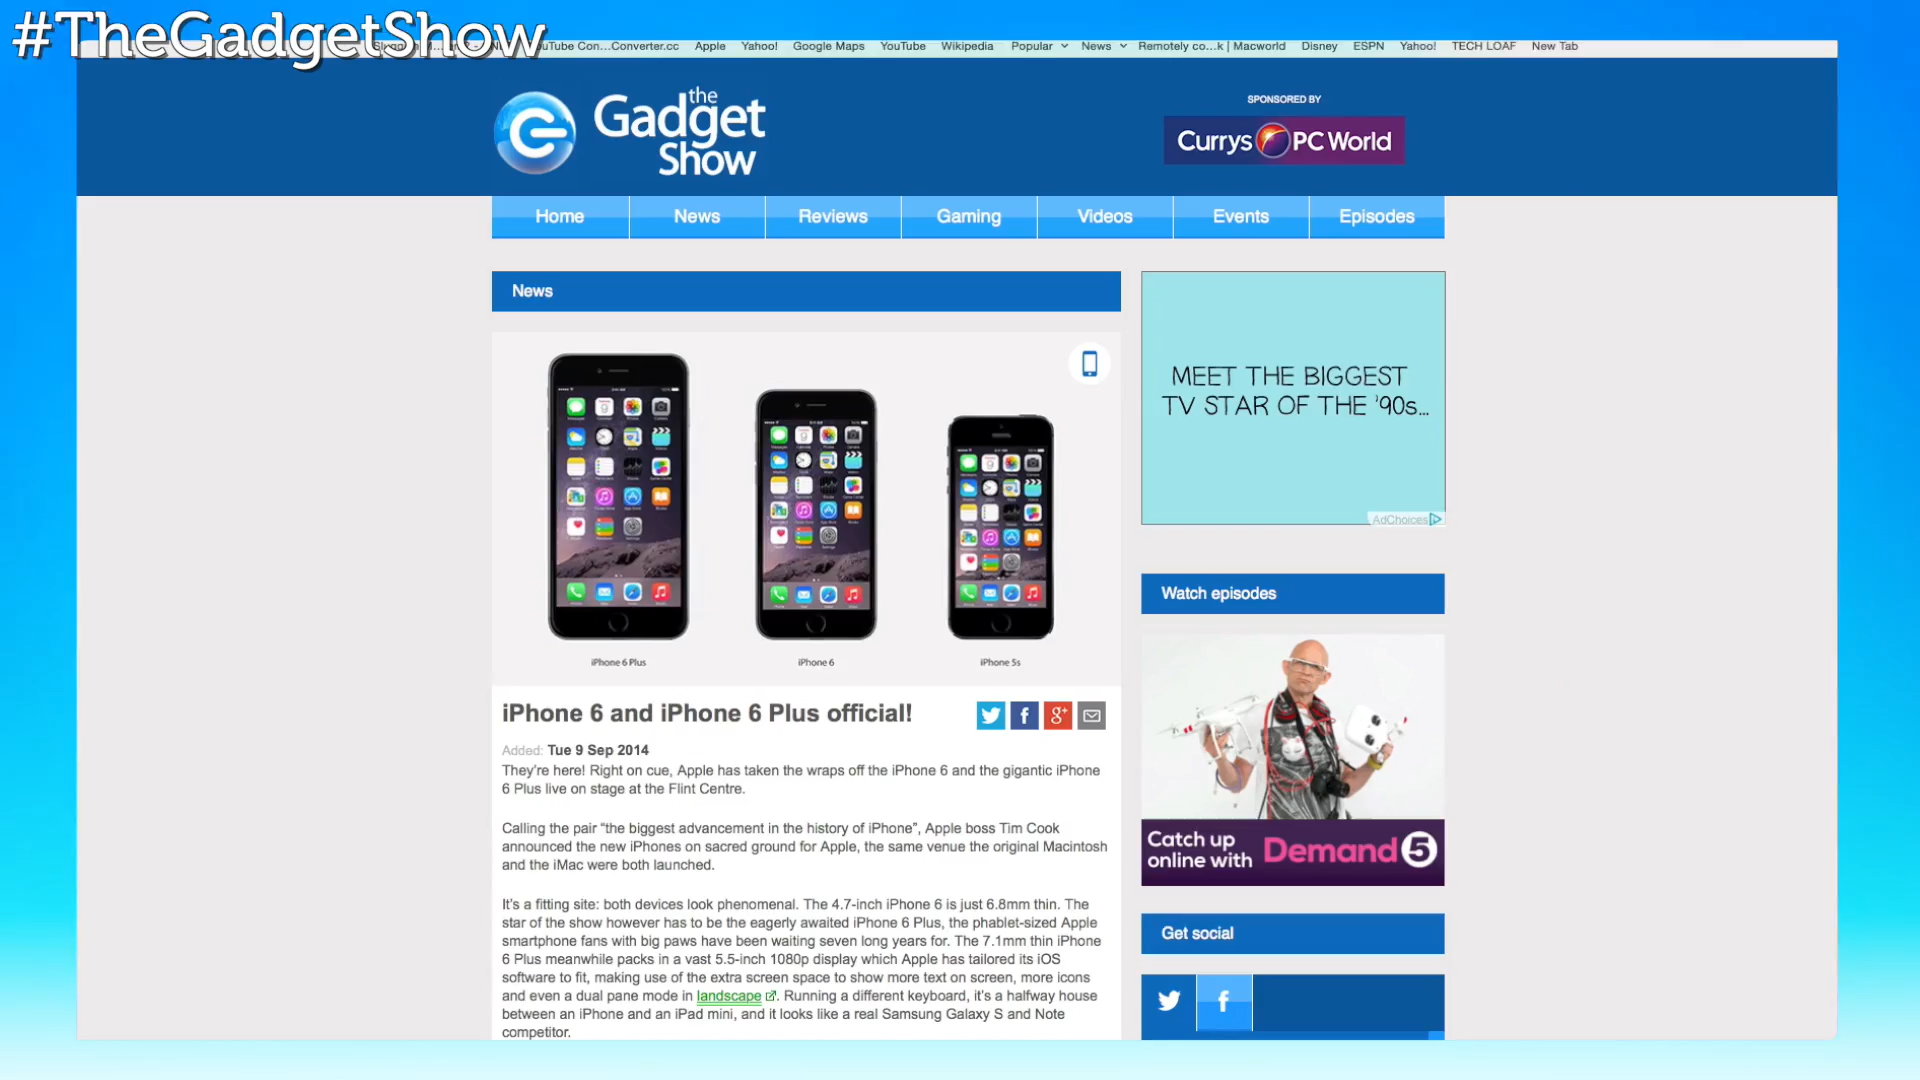 #TheGadgetShow
YouTube Con...Converter.cc Apple Yahoo! Google Maps YouTube Wikipedia Popular News Remotely co...k | Macworld Disney ESPN Yahoo! TECH LOAF New Tab
the
Gadget
Show
SPONSORED BY
Currys PC World
Home News Reviews Gaming Videos Events Episodes
News
MEET THE BIGGEST
TV STAR OF THE '90s...
AdChoices
iPhone 6 Plus iPhone 6 iPhone 5s
Watch episodes
Catch up
online with Demand 5
iPhone 6 and iPhone 6 Plus official!
Added: Tue 9 Sep 2014
They're here! Right on cue, Apple has taken the wraps off the iPhone 6 and the gigantic iPhone
6 Plus live on stage at the Flint Centre.
Calling the pair “the biggest advancement in the history of iPhone”, Apple boss Tim Cook
announced the new iPhones on sacred ground for Apple, the same venue the original Macintosh
and the iMac were both launched.
It's a fitting site: both devices look phenomenal. The 4.7-inch iPhone 6 is just 6.8mm thin. The
star of the show however has to be the eagerly awaited iPhone 6 Plus, the phablet-sized Apple
smartphone fans with big paws have been waiting seven long years for. The 7.1mm thin iPhone
6 Plus meanwhile packs in a vast 5.5-inch 1080p display which Apple has tailored its iOS
software to fit, making use of the extra screen space to show more text on screen, more icons
and even a dual pane mode in landscape. Running a different keyboard, it's a halfway house
between an iPhone and an iPad mini, and it looks like a real Samsung Galaxy S and Note
competitor.
Get social